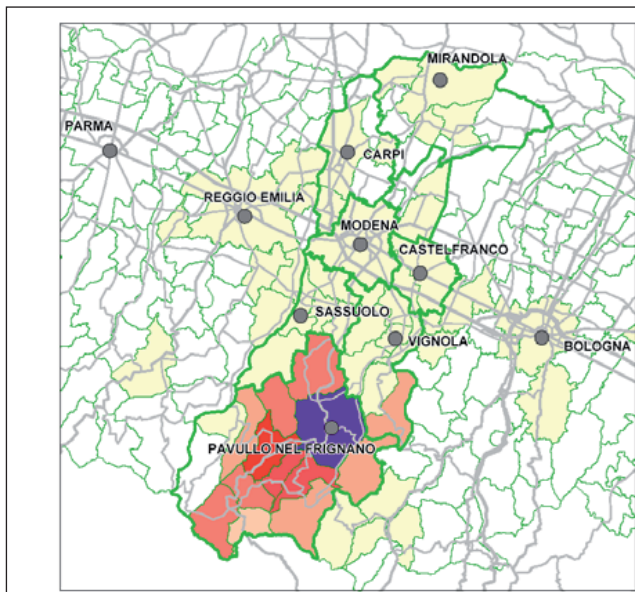 MIRANDOLA
PARMA
CARPI
REGGIO EMILIA
MODENA
CASTELFRANCO
SASSUOLO
VIGNOLA
BOLOGNA
PAVULLO NEL FRIGNANO